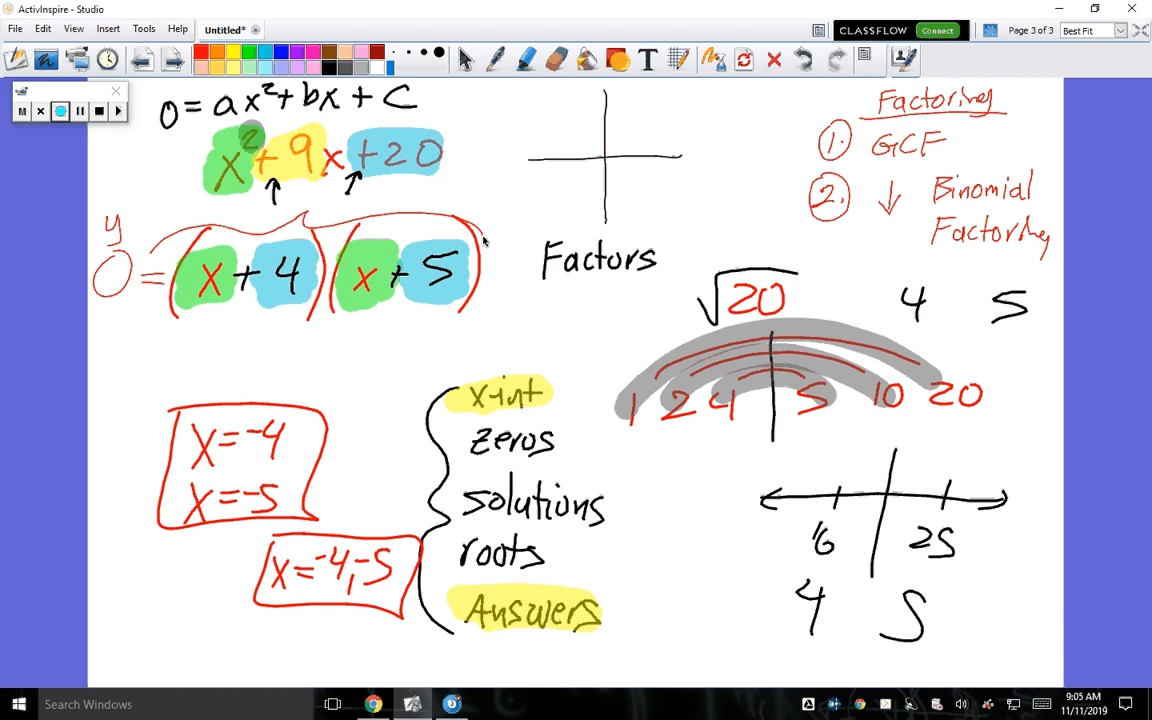 ActivInspire - Studio
File Edit View Insert Tools Help Untitled*
CLASSFLOW Connect Page 3 of 3 Best Fit
M
0 = ax²+ bx + C
x² + 9x + 20
y
0 = (x + 4)(x + 5)
Factors
Factoring
1. GCF
2. ↓ Binomial
Factoring
√20 4 5
1 2 4 5 10 20
x-int
zeros
solutions
roots
Answers
x = -4
x = -5
x = -4, -5
16 25
4 5
Search Windows
9:05 AM
11/11/2019